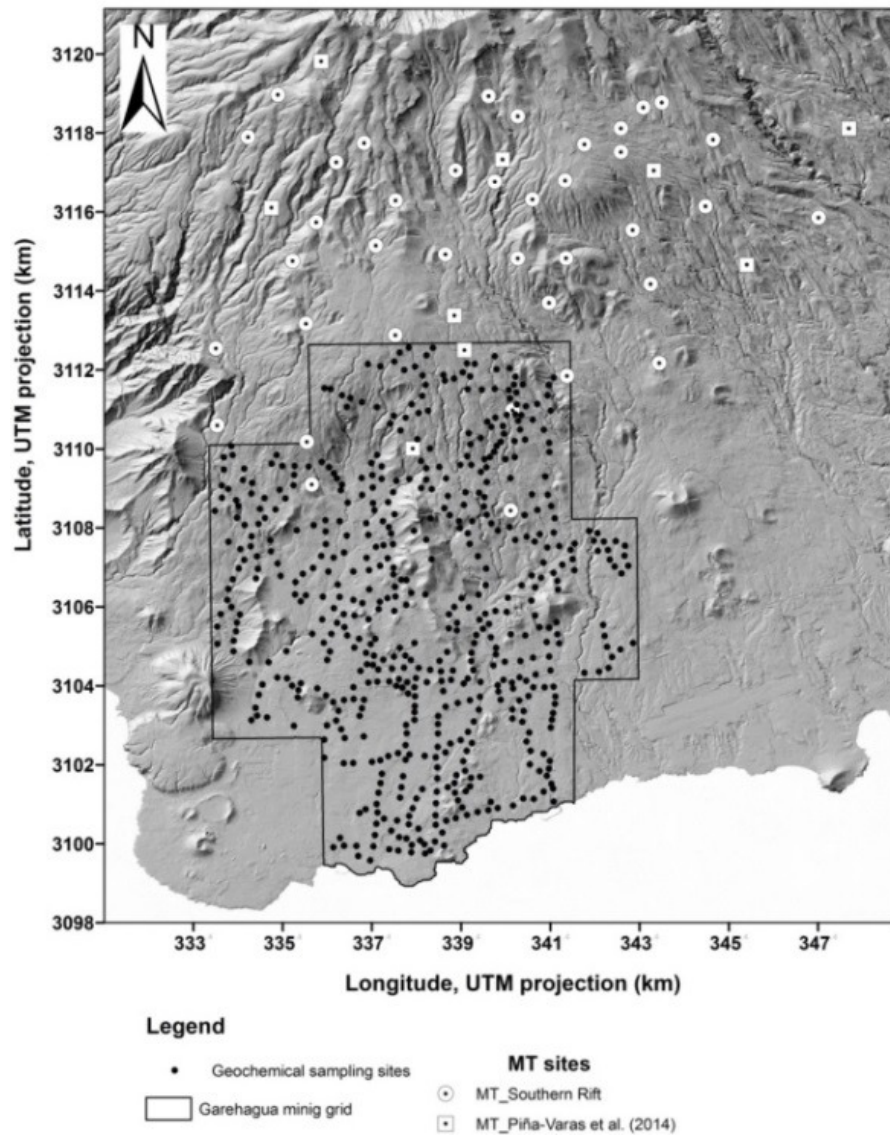 N
3120
3118
3116
3114
3112
3110
3108
3106
3104
3102
3100
3098
Latitude, UTM projection (km)
333 335 337 339 341 343 345 347
Longitude, UTM projection (km)
Legend
Geochemical sampling sites
Garehagua minig grid
MT sites
MT_Southern Rift
MT_Piña-Varas et al. (2014)